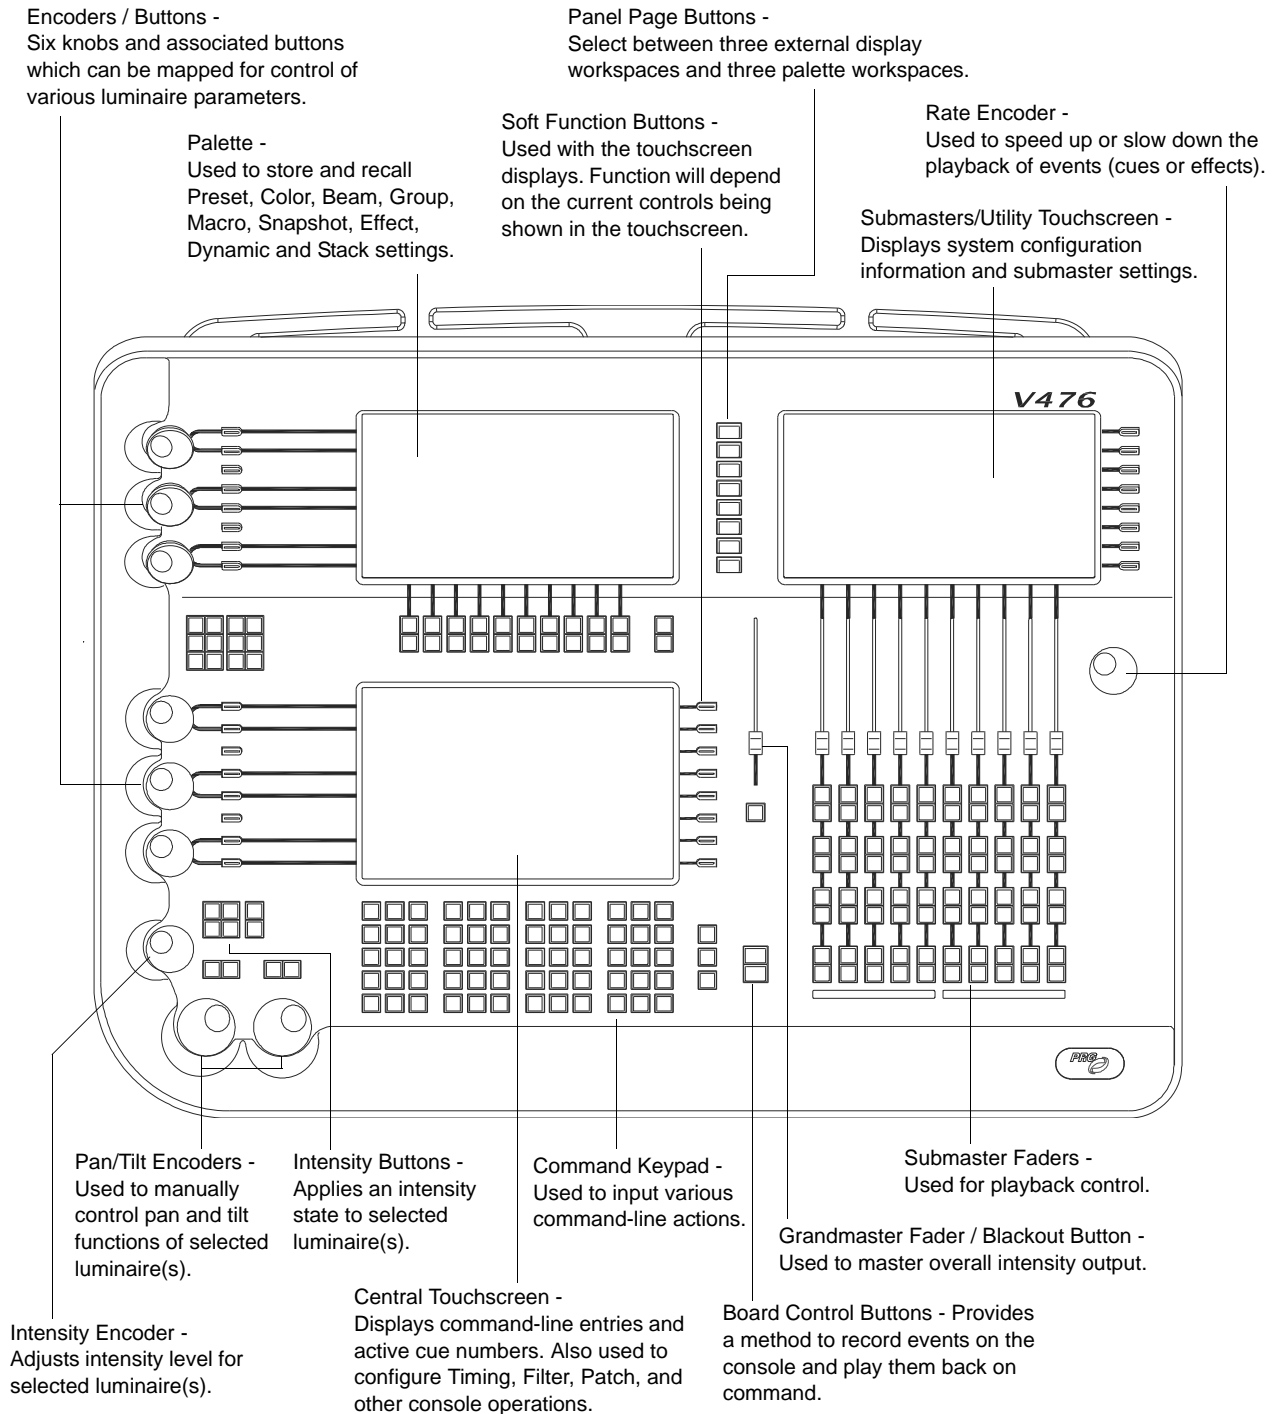 Encoders / Buttons -
Six knobs and associated buttons
which can be mapped for control of
various luminaire parameters.
Panel Page Buttons -
Select between three external display
workspaces and three palette workspaces.
Palette -
Used to store and recall
Preset, Color, Beam, Group,
Macro, Snapshot, Effect,
Dynamic and Stack settings.
Soft Function Buttons -
Used with the touchscreen
displays. Function will depend
on the current controls being
shown in the touchscreen.
Rate Encoder -
Used to speed up or slow down the
playback of events (cues or effects).
Submasters/Utility Touchscreen -
Displays system configuration
information and submaster settings.
V476
PRG
Pan/Tilt Encoders -
Used to manually
control pan and tilt
functions of selected
luminaire(s).
Intensity Buttons -
Applies an intensity
state to selected
luminaire(s).
Command Keypad -
Used to input various
command-line actions.
Submaster Faders -
Used for playback control.
Grandmaster Fader / Blackout Button -
Used to master overall intensity output.
Intensity Encoder -
Adjusts intensity level for
selected luminaire(s).
Central Touchscreen -
Displays command-line entries and
active cue numbers. Also used to
configure Timing, Filter, Patch, and
other console operations.
Board Control Buttons - Provides
a method to record events on the
console and play them back on
command.